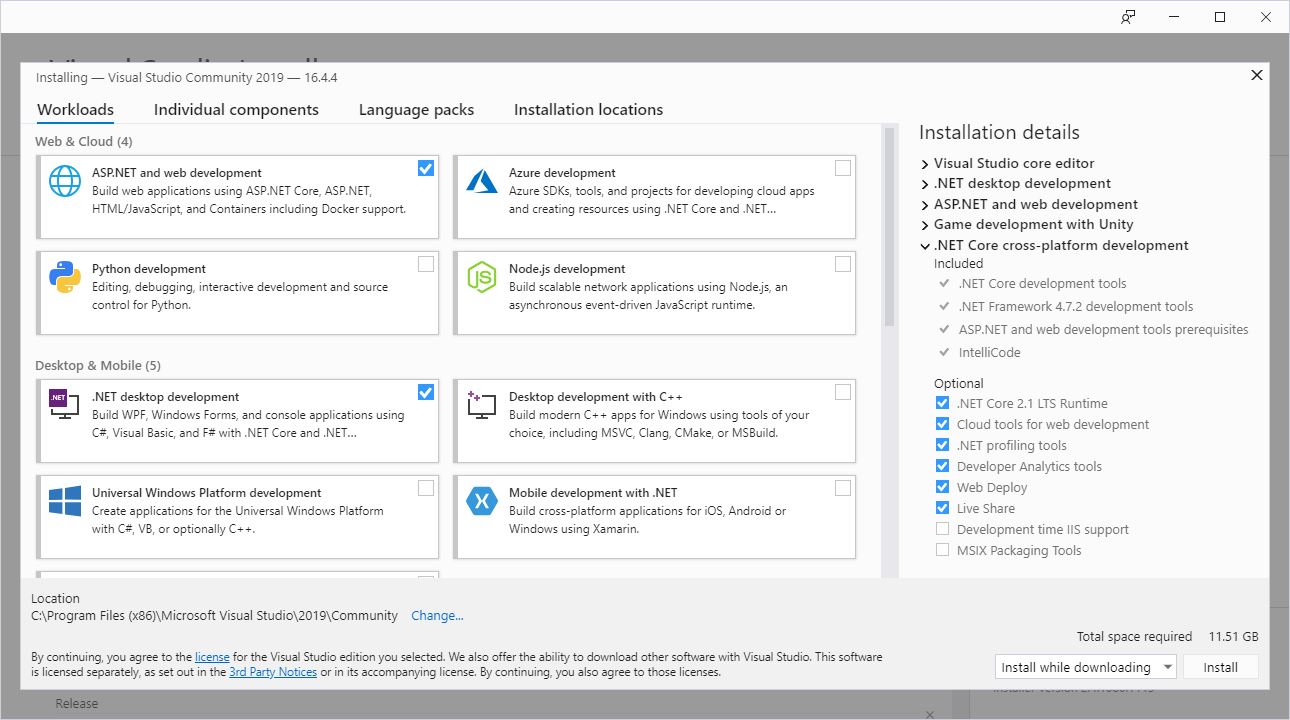 Installing — Visual Studio Community 2019 — 16.4.4
Workloads
Individual components
Language packs
Installation locations
Web & Cloud (4)
ASP.NET and web development
Build web applications using ASP.NET Core, ASP.NET,
HTML/JavaScript, and Containers including Docker support.
Azure development
Azure SDKs, tools, and projects for developing cloud apps
and creating resources using .NET Core and .NET...
Python development
Editing, debugging, interactive development and source
control for Python.
Node.js development
Build scalable network applications using Node.js, an
asynchronous event-driven JavaScript runtime.
Desktop & Mobile (5)
.NET
.NET desktop development
Build WPF, Windows Forms, and console applications using
C#, Visual Basic, and F# with .NET Core and .NET...
Desktop development with C++
Build modern C++ apps for Windows using tools of your
choice, including MSVC, Clang, CMake, or MSBuild.
Universal Windows Platform development
Create applications for the Universal Windows Platform
with C#, VB, or optionally C++.
Mobile development with .NET
Build cross-platform applications for iOS, Android or
Windows using Xamarin.
Installation details
Visual Studio core editor
.NET desktop development
ASP.NET and web development
Game development with Unity
.NET Core cross-platform development
Included
.NET Core development tools
.NET Framework 4.7.2 development tools
ASP.NET and web development tools prerequisites
IntelliCode
Optional
.NET Core 2.1 LTS Runtime
Cloud tools for web development
.NET profiling tools
Developer Analytics tools
Web Deploy
Live Share
Development time IIS support
MSIX Packaging Tools
Location
C:\Program Files (x86)\Microsoft Visual Studio\2019\Community Change...
Total space required 11.51 GB
By continuing, you agree to the license for the Visual Studio edition you selected. We also offer the ability to download other software with Visual Studio. This software
is licensed separately, as set out in the 3rd Party Notices or in its accompanying license. By continuing, you also agree to those licenses.
Install while downloading
Install
Release